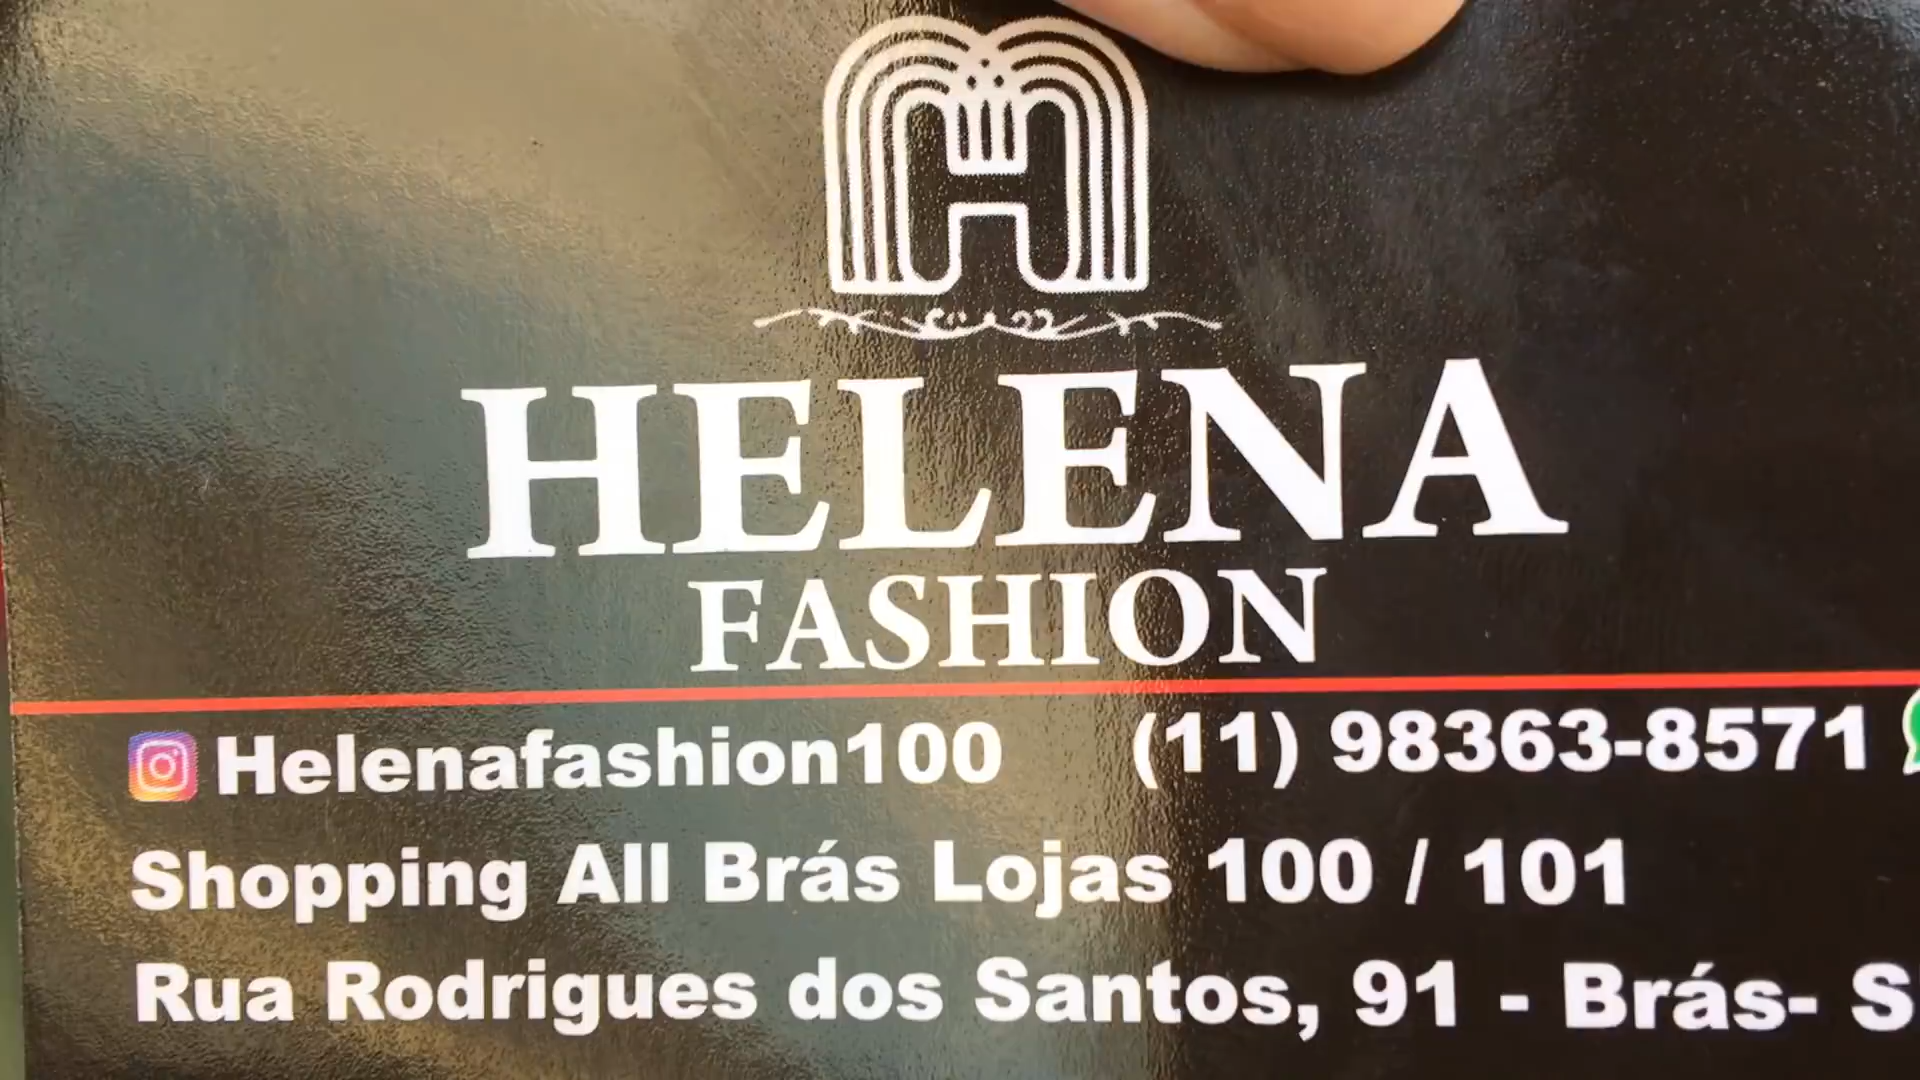 H
HELENA
FASHION
Helenafashion100 (11) 98363-8571
Shopping All Brás Lojas 100 / 101
Rua Rodrigues dos Santos, 91 - Brás- S